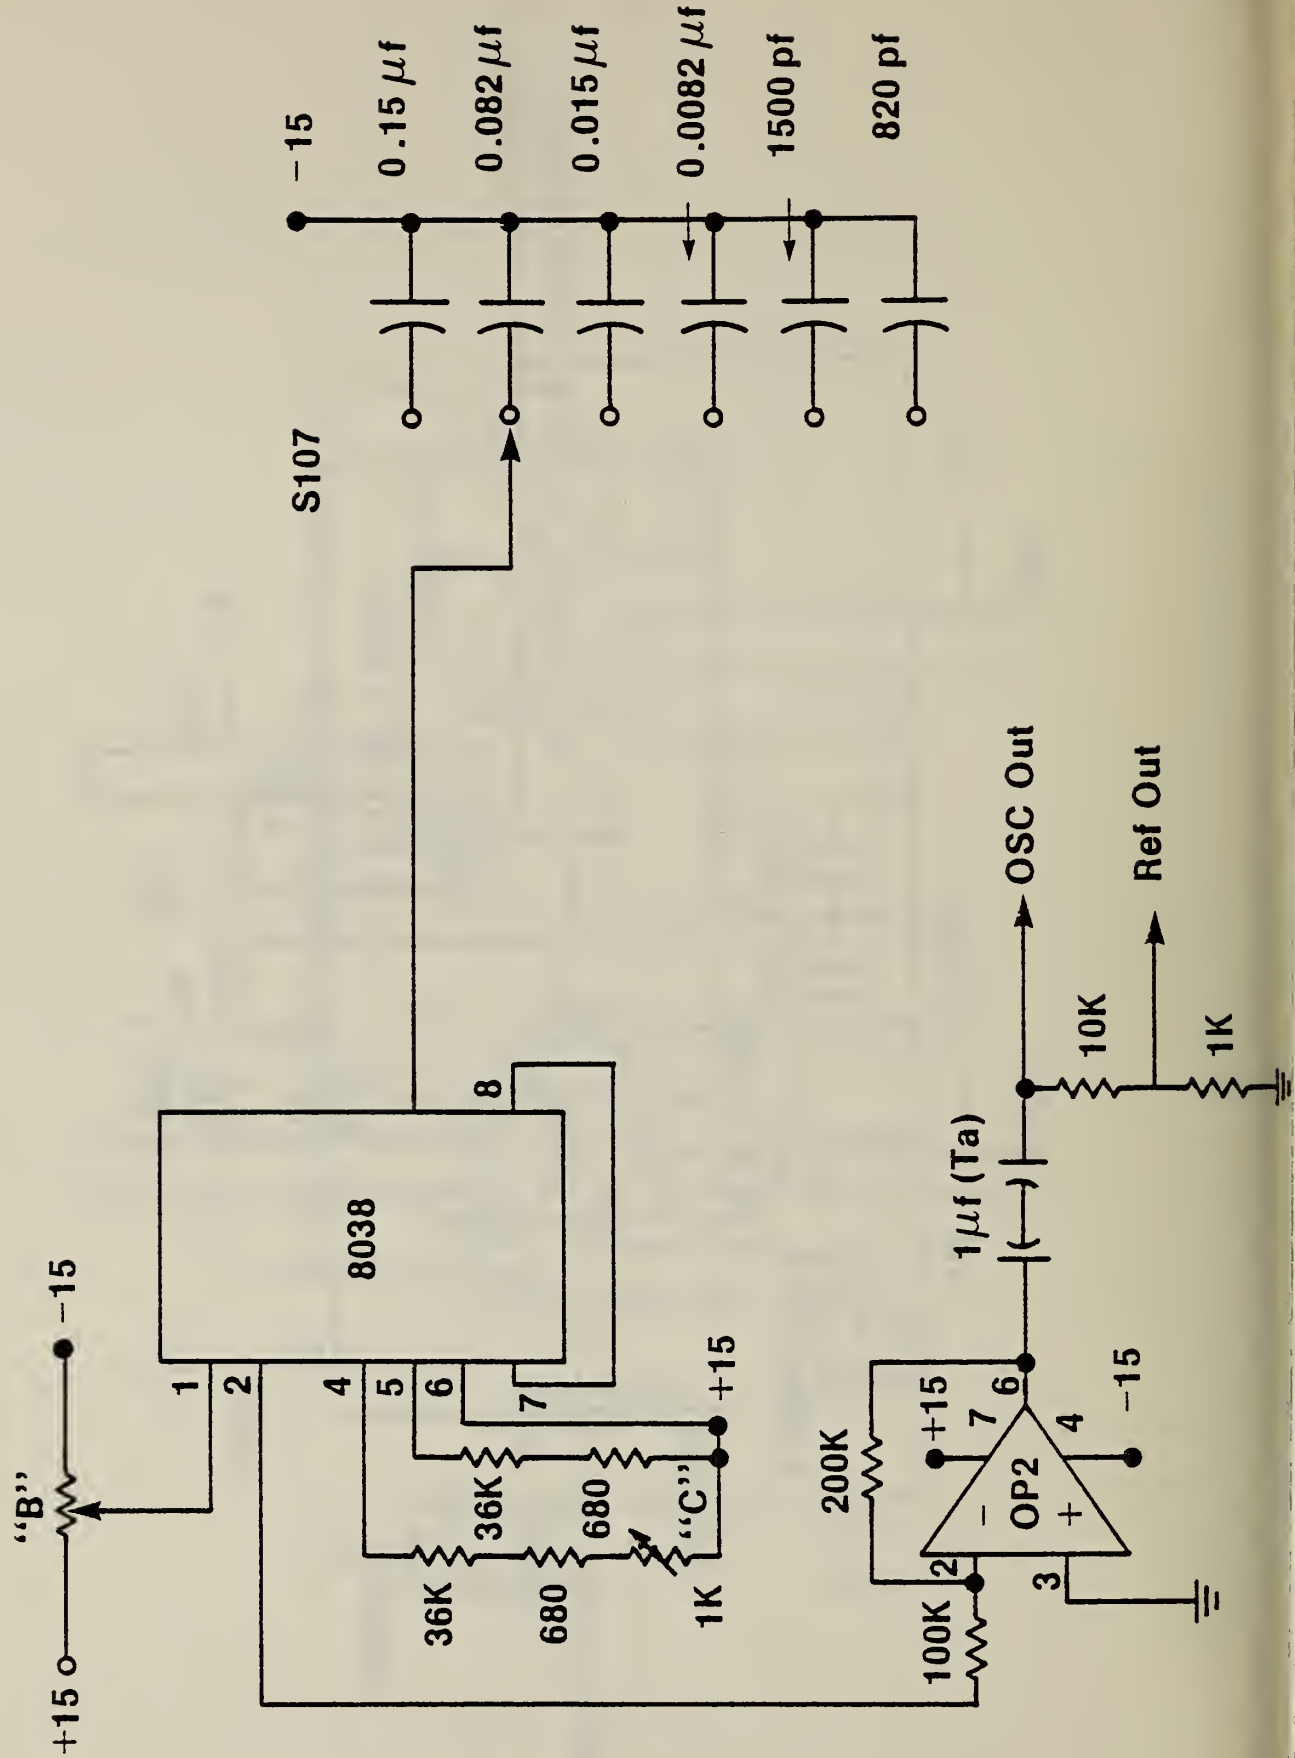 "B"
+15
−15
1
2
4
5
6
7
8038
8
36K
680
1K
"C"
36K
680
+15
S107
−15
0.15 μf
0.082 μf
0.015 μf
0.0082 μf
1500 pf
820 pf
100K
200K
2
3
−
+
OP2
+15
7
6
4
−15
1 μf (Ta)
OSC Out
10K
Ref Out
1K